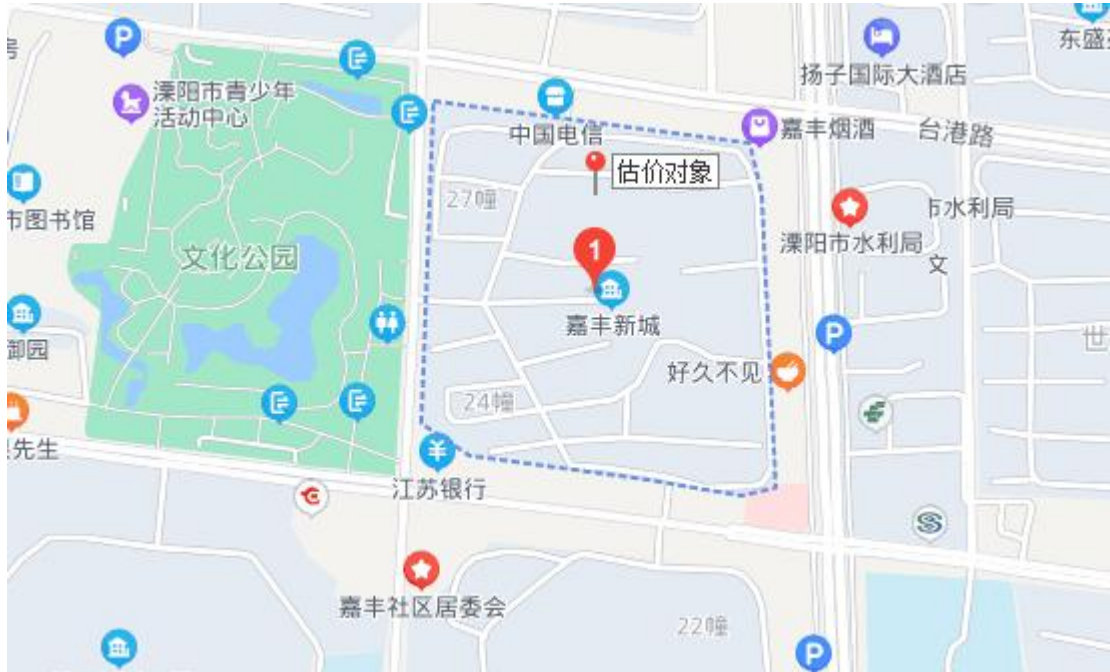 房
P
溧阳市青少年
活动中心
扬子国际大酒店
东盛
中国电信
嘉丰烟酒
台港路
估价对象
27幢
市图书馆
溧阳市水利局
市水利局
文
文化公园
1
嘉丰新城
御园
P
世
好久不见
24幢
先生
江苏银行
嘉丰社区居委会
22幢
P